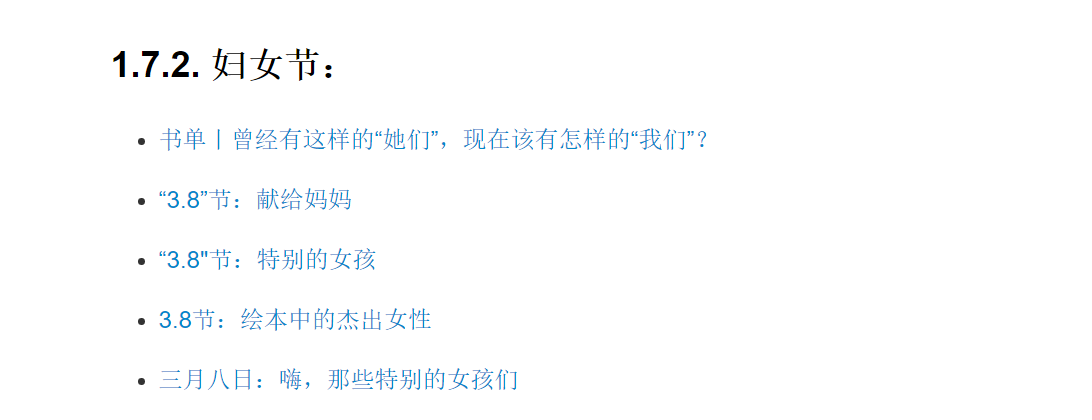 1.7.2. 妇女节：
书单丨曾经有这样的“她们”，现在该有怎样的“我们”？
“3.8”节：献给妈妈
“3.8"节：特别的女孩
3.8节：绘本中的杰出女性
三月八日：嗨，那些特别的女孩们